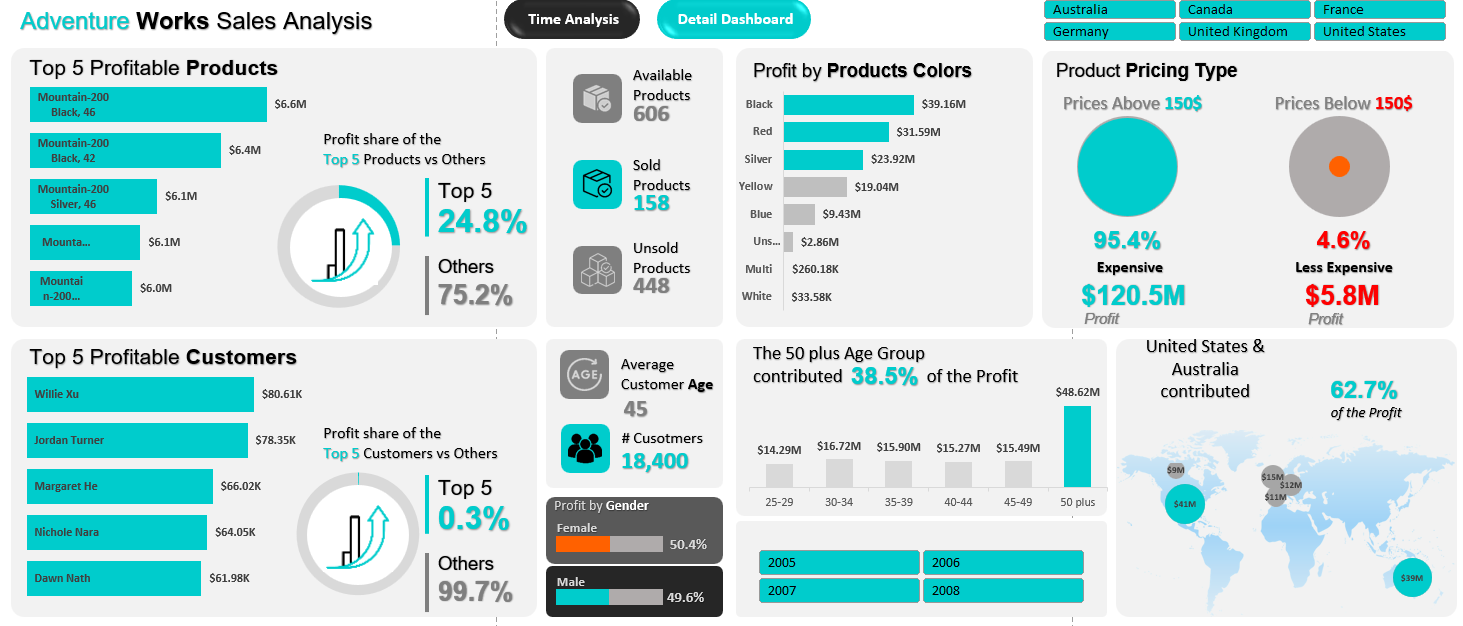 Adventure Works Sales Analysis
Time Analysis
Detail Dashboard
Australia
Canada
France
Germany
United Kingdom
United States
Top 5 Profitable Products
Mountain-200
Black, 46
$6.6M
Mountain-200
Black, 42
$6.4M
Mountain-200
Silver, 46
$6.1M
Mounta...
$6.1M
Mountai
n-200...
$6.0M
Profit share of the
Top 5 Products vs Others
Top 5
24.8%
Others
75.2%
Available
Products
606
Sold
Products
158
Unsold
Products
448
Profit by Products Colors
Black
$39.16M
Red
$31.59M
Silver
$23.92M
Yellow
$19.04M
Blue
$9.43M
Uns...
$2.86M
Multi
$260.18K
White
$33.58K
Product Pricing Type
Prices Above 150$
95.4%
Expensive
$120.5M
Profit
Prices Below 150$
4.6%
Less Expensive
$5.8M
Profit
Top 5 Profitable Customers
Willie Xu
$80.61K
Jordan Turner
$78.35K
Margaret He
$66.02K
Nichole Nara
$64.05K
Dawn Nath
$61.98K
Profit share of the
Top 5 Customers vs Others
Top 5
0.3%
Others
99.7%
AGE
Average
Customer Age
45
# Cusotmers
18,400
Profit by Gender
Female
50.4%
Male
49.6%
The 50 plus Age Group
contributed 38.5% of the Profit
$14.29M
$16.72M
$15.90M
$15.27M
$15.49M
$48.62M
25-29
30-34
35-39
40-44
45-49
50 plus
2005
2006
2007
2008
United States &
Australia
contributed
62.7%
of the Profit
$9M
$41M
$15M
$12M
$11M
$39M